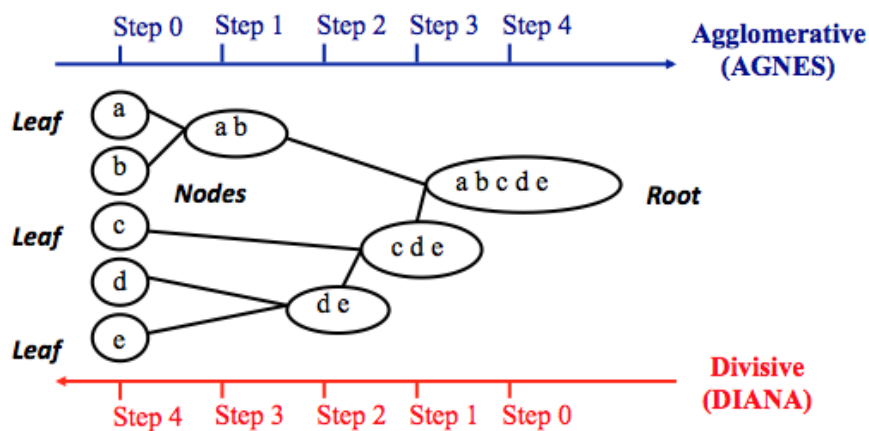 Step 0 Step 1 Step 2 Step 3 Step 4
Agglomerative
(AGNES)
Leaf
a
a b
b
Nodes
a b c d e
Root
Leaf
c
c d e
d
d e
Leaf
e
Divisive
(DIANA)
Step 4 Step 3 Step 2 Step 1 Step 0